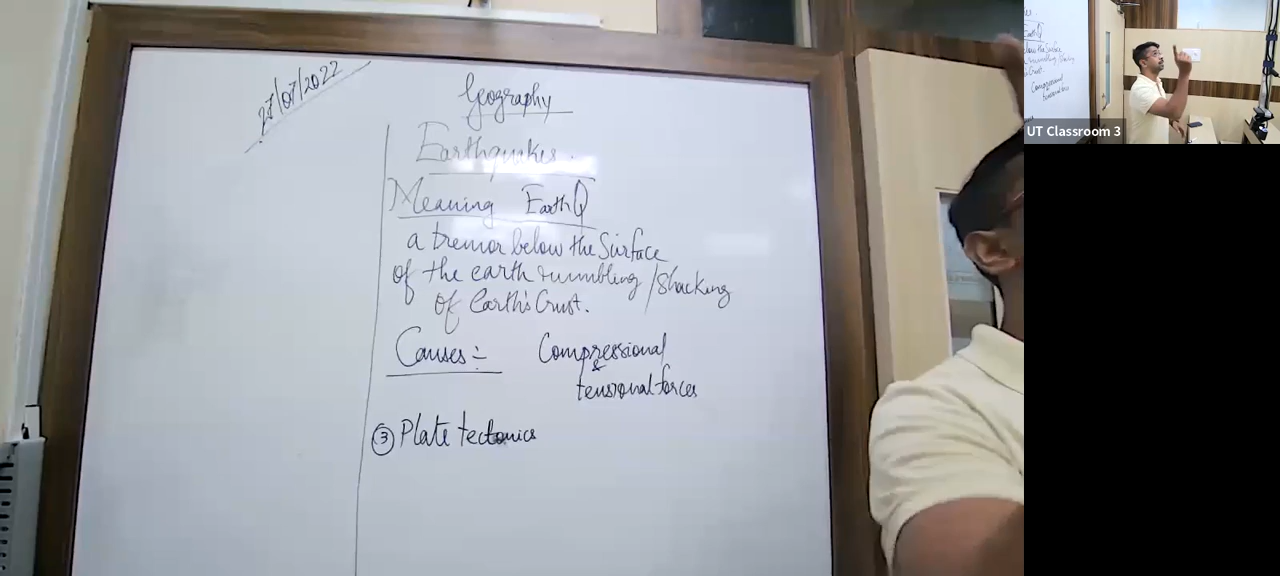 27/07/2022
Geography
Earthquakes.
Meaning EarthQ
a tremor below the Surface
of the earth rumbling/Shacking
of Earth's Crust.
Causes:- Compressional
&
tensional forces
③ Plate tectonics
UT Classroom 3